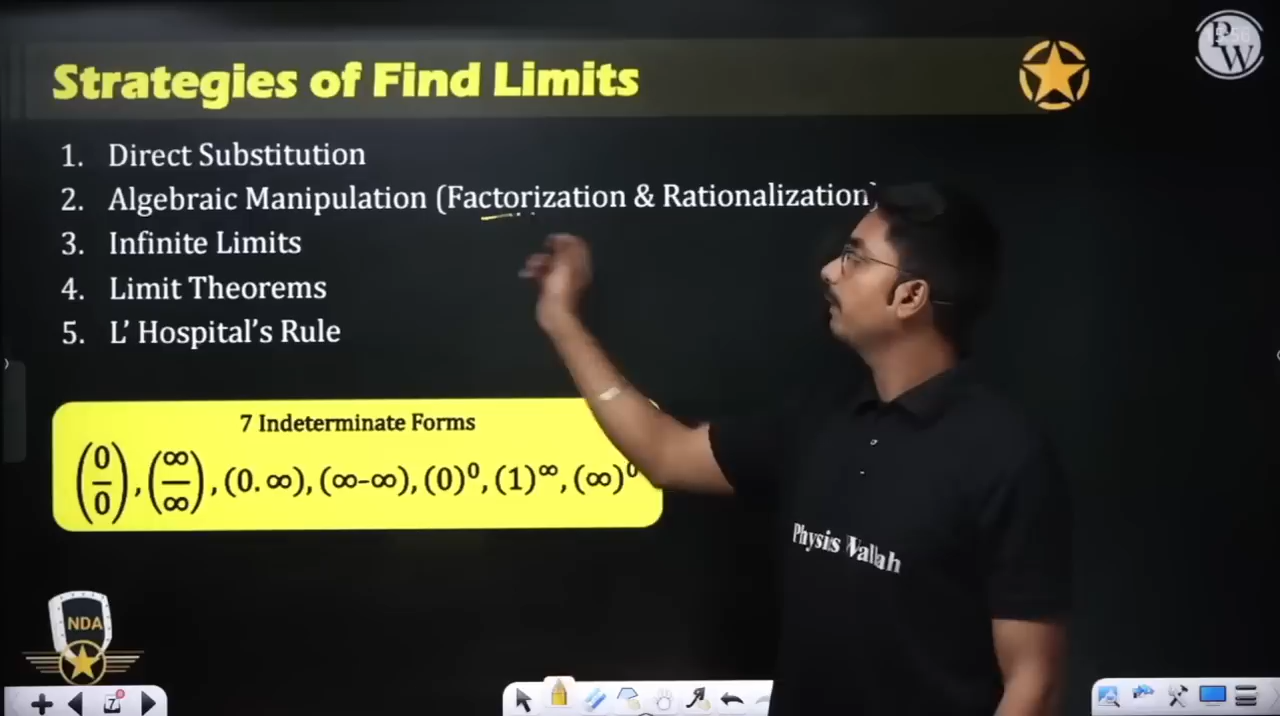 Strategies of Find Limits
PW
1. Direct Substitution
2. Algebraic Manipulation (Factorization & Rationalization)
3. Infinite Limits
4. Limit Theorems
5. L’ Hospital’s Rule
7 Indeterminate Forms
(0/0), (∞/∞), (0. ∞), (∞-∞), (0)⁰, (1)^∞, (∞)⁰
Physics Wallah
NDA